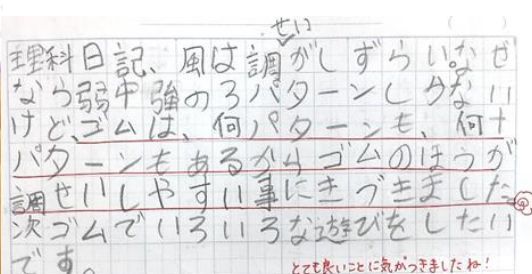 せい
理科日記、風は調がしずらい。なぜ
なら弱中強の3パターンしかない
けど、ゴムは、何パターンも、何十
パターンもあるからゴムのほうが
調せいしやすい事にきづきました
次ゴムでいろいろな遊びをしたい
です。
とても良いことに気がつきましたね!